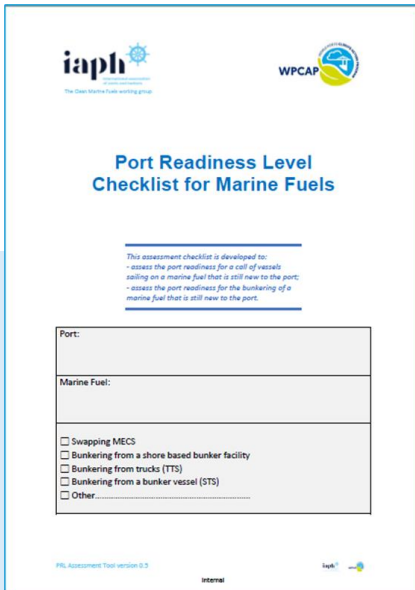 iaph
The Clean Marine Fuels working group
WPCAP
Port Readiness Level
Checklist for Marine Fuels
This assessment checklist is developed to:
- assess the port readiness for a call of vessels
sailing on a marine fuel that is still new to the port;
- assess the port readiness for the bunkering of a
marine fuel that is still new to the port.
Port:
Marine Fuel:
☐ Swapping MECS
☐ Bunkering from a shore based bunker facility
☐ Bunkering from trucks (TTS)
☐ Bunkering from a bunker vessel (STS)
☐ Other..............................................................
PRL Assessment Tool version 0.5
iaph
Internal